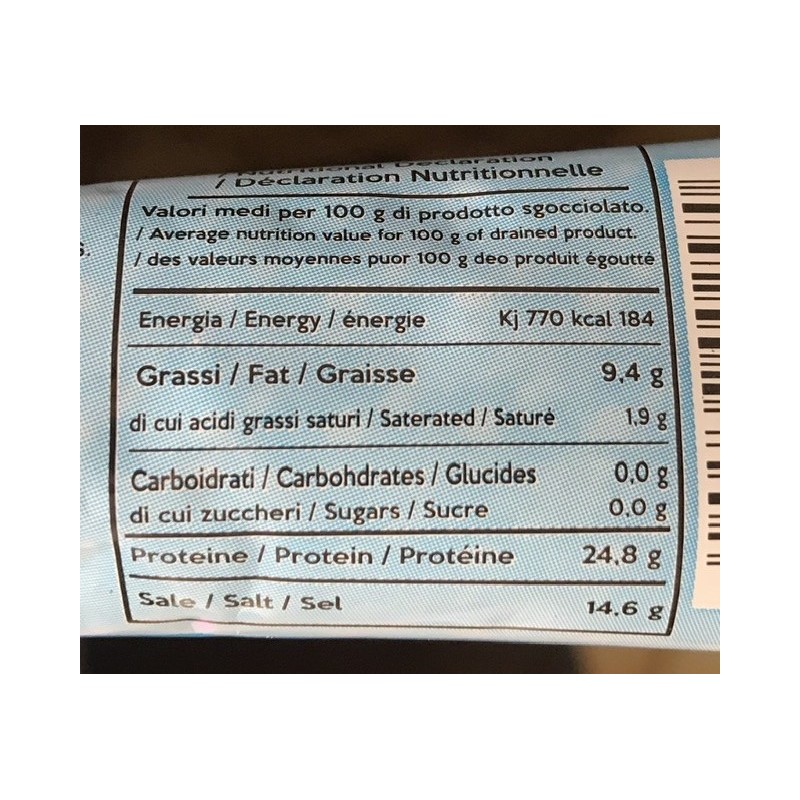 / Nutritional Declaration
/ Déclaration Nutritionnelle
Valori medi per 100 g di prodotto sgocciolato.
/ Average nutrition value for 100 g of drained product.
/ des valeurs moyennes puor 100 g deo produit égoutté
Energia / Energy / énergie Kj 770 kcal 184
Grassi / Fat / Graisse 9,4 g
di cui acidi grassi saturi / Saterated / Saturé 1.9 g
Carboidrati / Carbohdrates / Glucides 0,0 g
di cui zuccheri / Sugars / Sucre 0.0 g
Proteine / Protein / Protéine 24,8 g
Sale / Salt / Sel 14.6 g